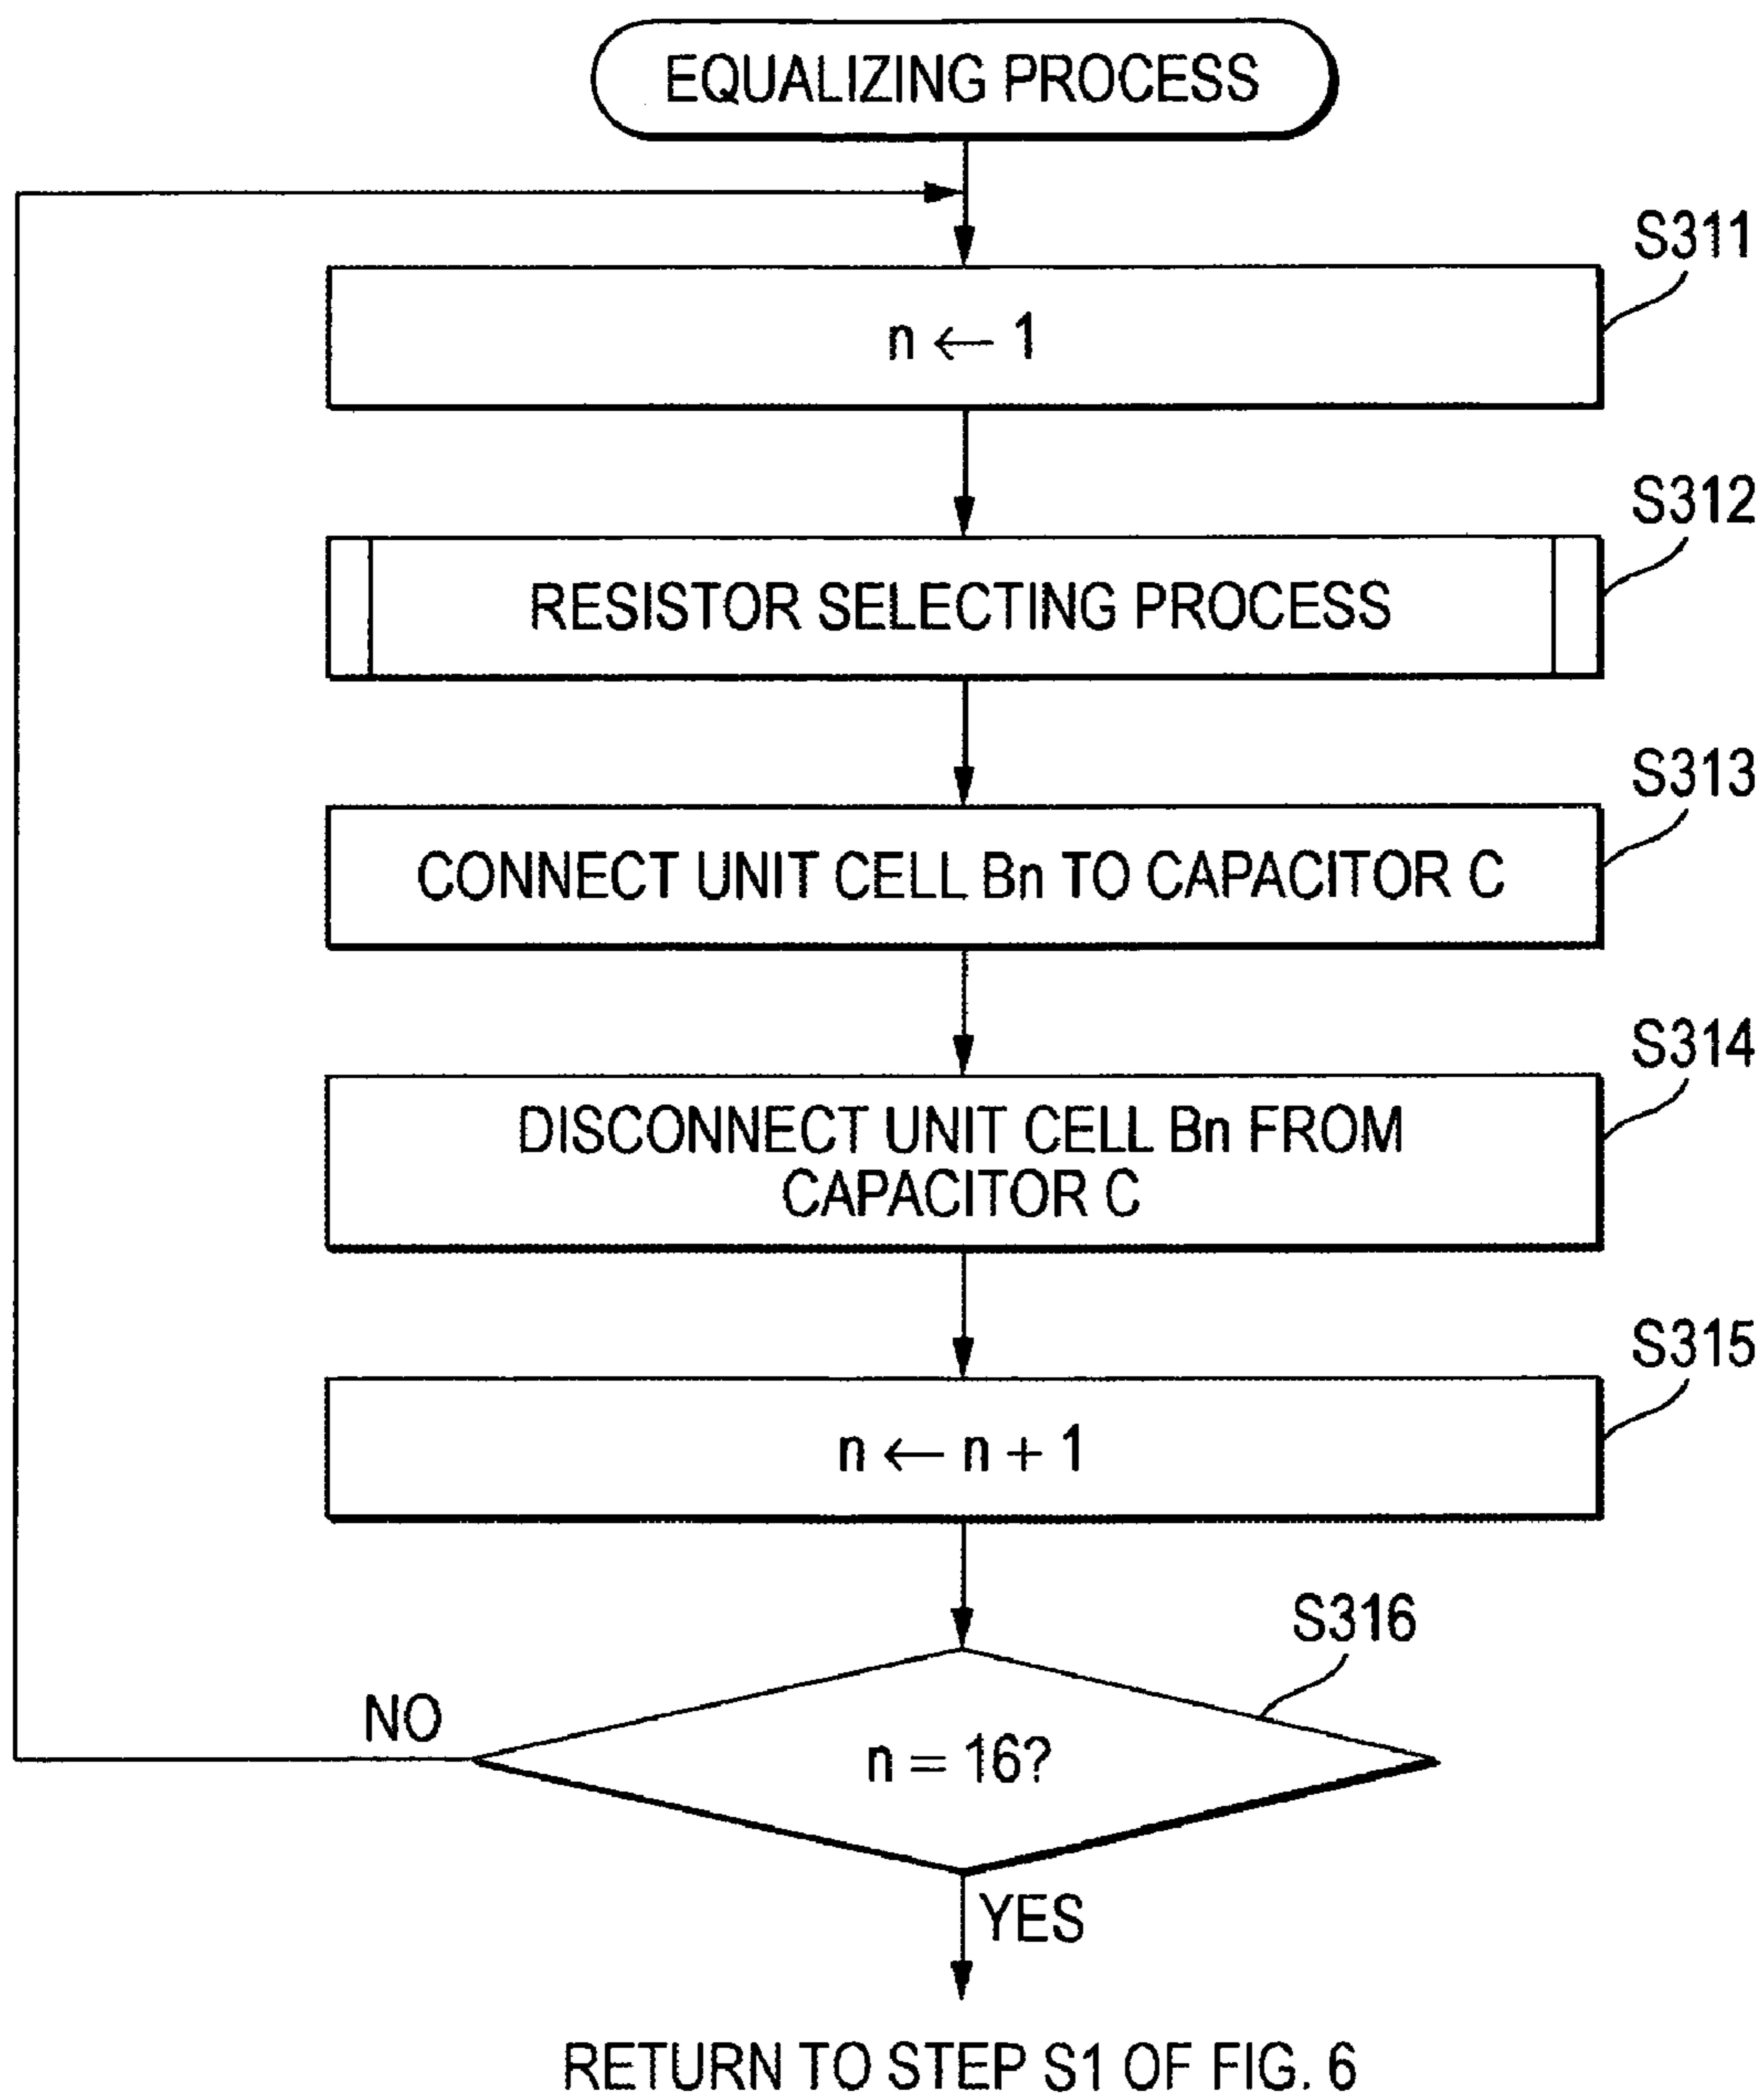 EQUALIZING PROCESS
S311
n ← 1
S312
RESISTOR SELECTING PROCESS
S313
CONNECT UNIT CELL Bn TO CAPACITOR C
S314
DISCONNECT UNIT CELL Bn FROM
CAPACITOR C
S315
n ← n + 1
S316
NO
n = 16?
YES
RETURN TO STEP S1 OF FIG. 6